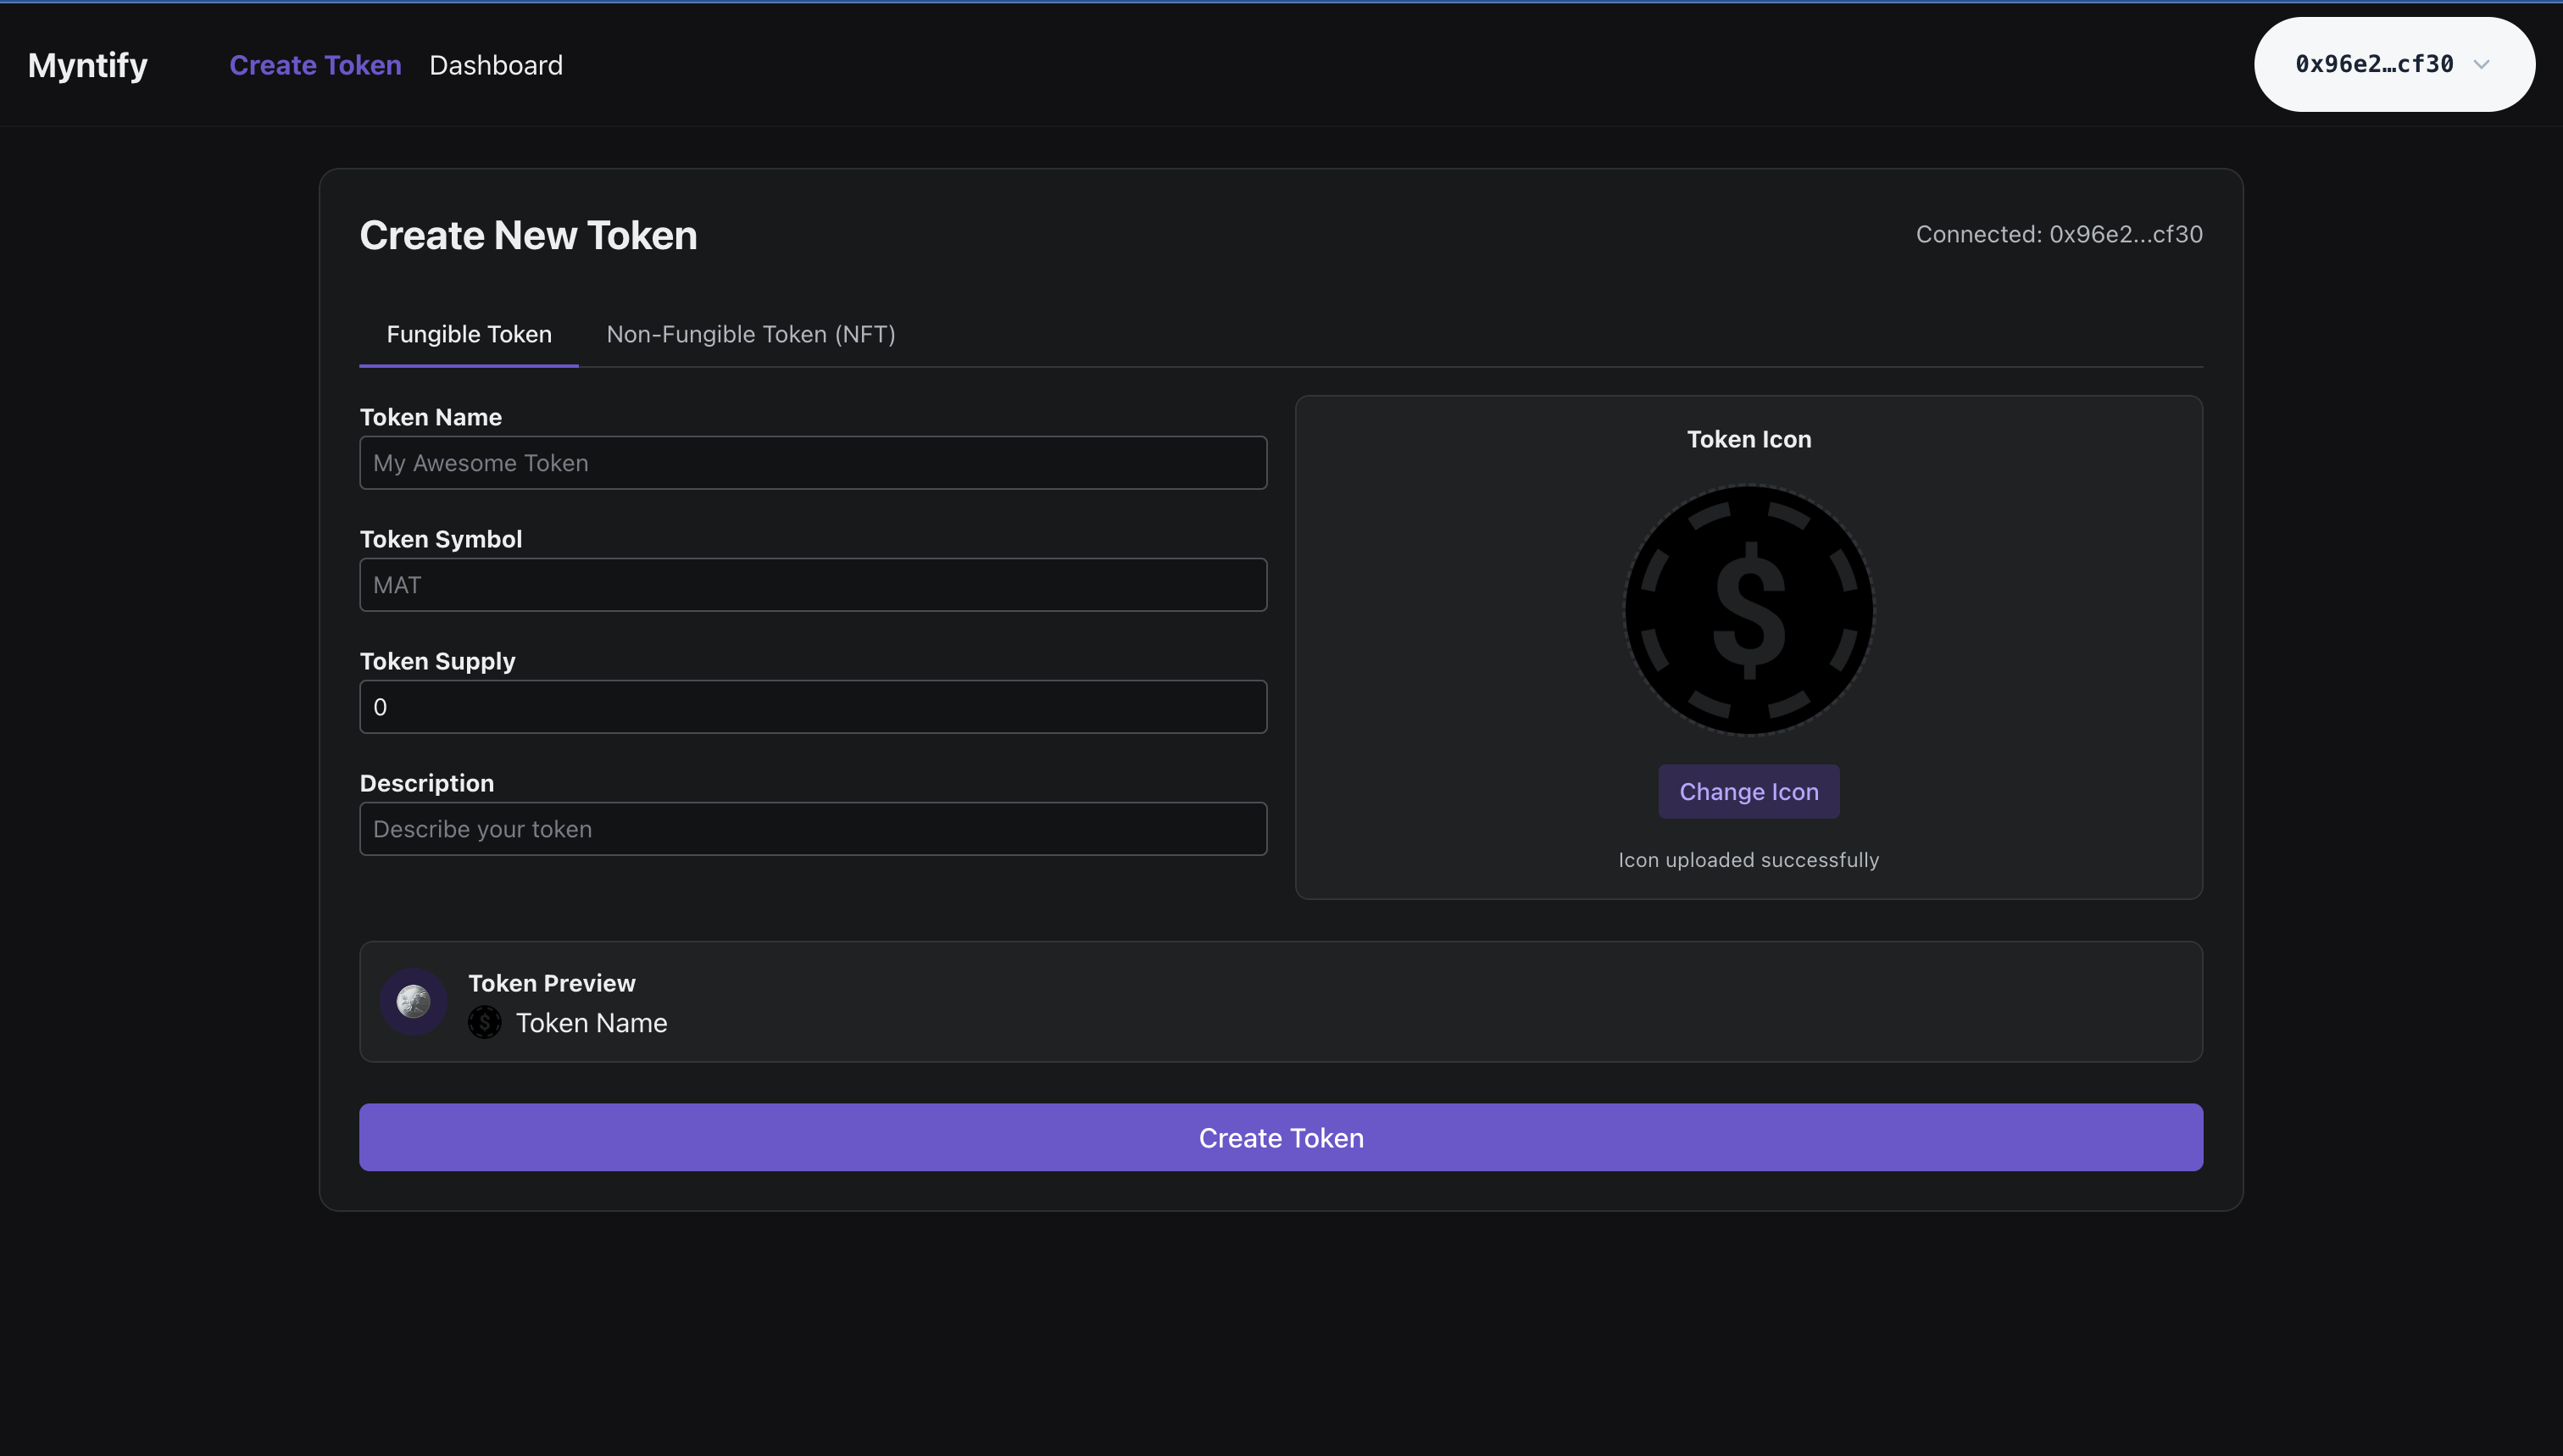 Myntify
Create Token
Dashboard
0x96e2…cf30
Create New Token
Connected: 0x96e2...cf30
Fungible Token
Non-Fungible Token (NFT)
Token Name
My Awesome Token
Token Symbol
MAT
Token Supply
0
Description
Describe your token
Token Icon
$
Change Icon
Icon uploaded successfully
Token Preview
$
Token Name
Create Token